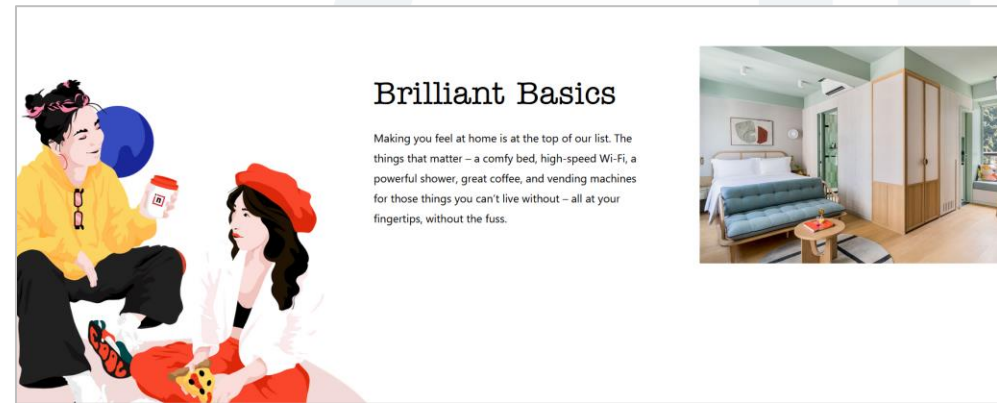 Brilliant Basics
Making you feel at home is at the top of our list. The
things that matter – a comfy bed, high-speed Wi-Fi, a
powerful shower, great coffee, and vending machines
for those things you can't live without – all at your
fingertips, without the fuss.